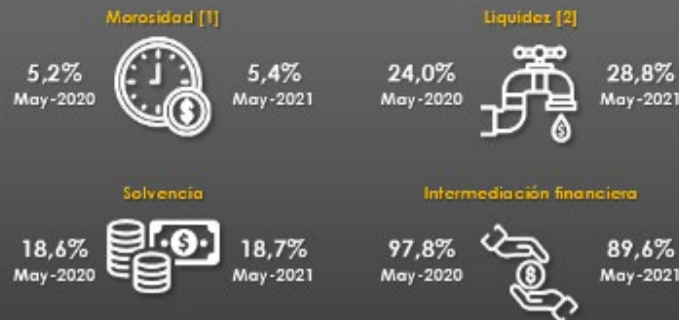 Morosidad [1]
5,2%
May-2020
5,4%
May-2021
Liquidez [2]
24,0%
May-2020
28,8%
May-2021
Solvencia
18,6%
May-2020
18,7%
May-2021
Intermediación financiera
97,8%
May-2020
89,6%
May-2021